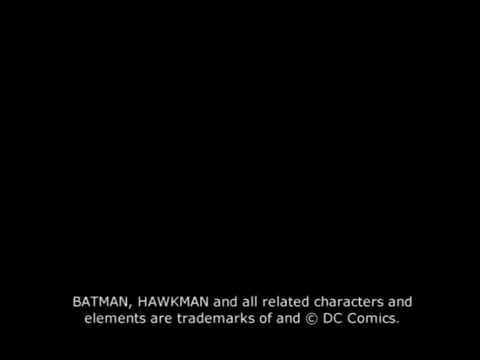 BATMAN, HAWKMAN and all related characters and
elements are trademarks of and © DC Comics.